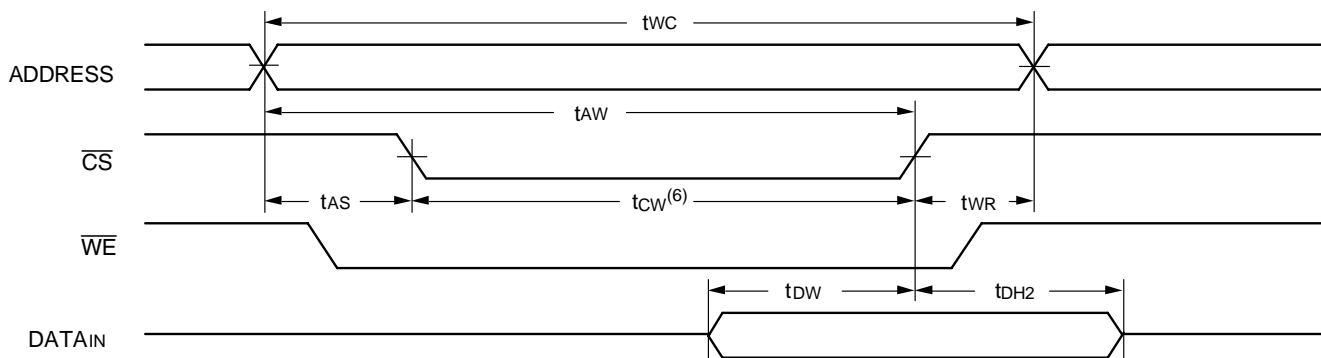 tWC
ADDRESS
tAW
CS
tAS
tCW(6)
tWR
WE
tDW
tDH2
DATAIN